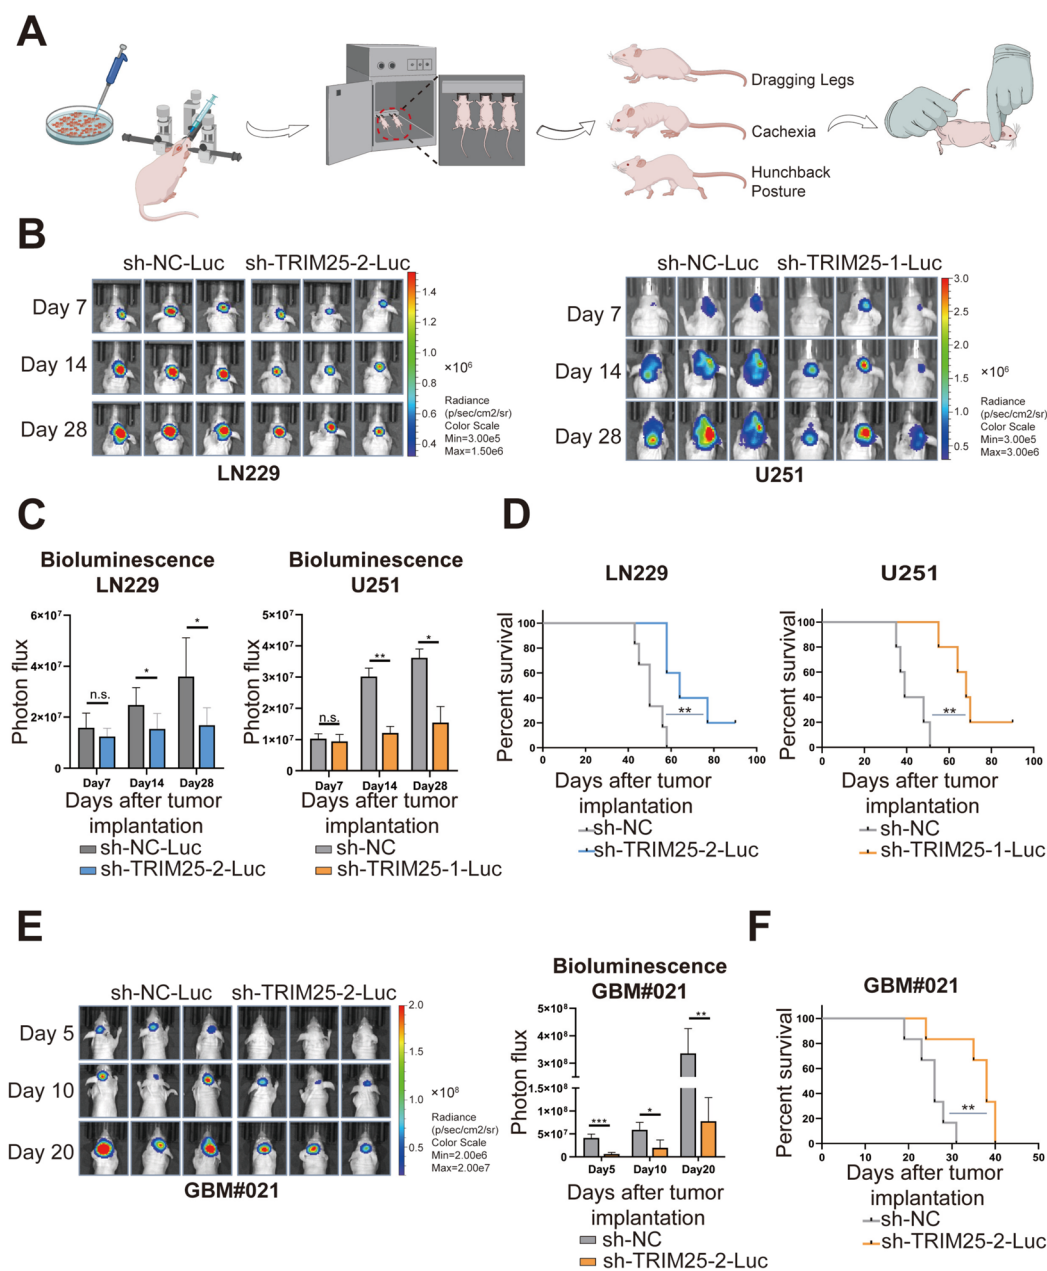 A
Dragging Legs
Cachexia
Hunchback
Posture
B
sh-NC-Luc sh-TRIM25-2-Luc
Day 7
Day 14
Day 28
1.4
1.2
1.0
0.8
0.6
0.4
×10⁶
Radiance
(p/sec/cm2/sr)
Color Scale
Min=3.00e5
Max=1.50e6
LN229
sh-NC-Luc sh-TRIM25-1-Luc
Day 7
Day 14
Day 28
3.0
2.5
2.0
1.5
1.0
0.5
×10⁶
Radiance
(p/sec/cm2/sr)
Color Scale
Min=3.00e5
Max=3.00e6
U251
C
Bioluminescence
LN229
Photon flux
6×10⁷
4×10⁷
2×10⁷
0
n.s.
*
*
Day7 Day14 Day28
Days after tumor
implantation
sh-NC-Luc
sh-TRIM25-2-Luc
Bioluminescence
U251
Photon flux
5×10⁷
4×10⁷
3×10⁷
2×10⁷
1×10⁷
0
n.s.
**
*
Day7 Day14 Day28
Days after tumor
implantation
sh-NC
sh-TRIM25-1-Luc
D
LN229
Percent survival
100
80
60
40
20
0
**
0 20 40 60 80 100
Days after tumor
implantation
sh-NC
sh-TRIM25-2-Luc
U251
Percent survival
100
80
60
40
20
0
**
0 20 40 60 80 100
Days after tumor
implantation
sh-NC
sh-TRIM25-1-Luc
E
sh-NC-Luc sh-TRIM25-2-Luc
Day 5
Day 10
Day 20
2.0
1.5
1.0
0.5
×10⁸
Radiance
(p/sec/cm2/sr)
Color Scale
Min=2.00e6
Max=2.00e7
GBM#021
Bioluminescence
GBM#021
Photon flux
5×10⁸
4×10⁸
3×10⁸
1.5×10⁸
1×10⁸
5×10⁷
0
***
*
**
Day5 Day10 Day20
Days after tumor
implantation
sh-NC
sh-TRIM25-2-Luc
F
GBM#021
Percent survival
100
80
60
40
20
0
**
0 10 20 30 40 50
Days after tumor
implantation
sh-NC
sh-TRIM25-2-Luc